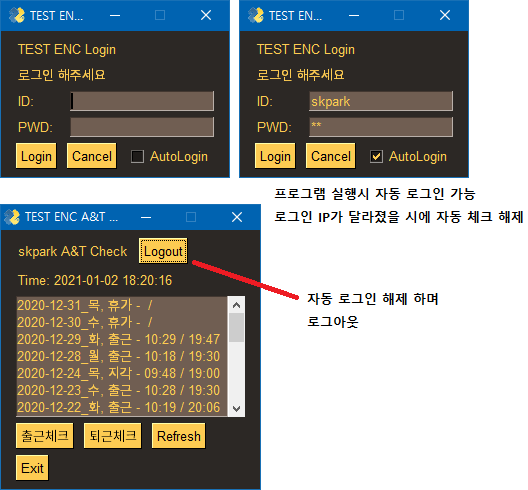 TEST EN...
TEST ENC Login
로그인 해주세요
ID:
PWD:
Login Cancel AutoLogin
TEST EN...
TEST ENC Login
로그인 해주세요
ID: skpark
PWD: **
Login Cancel AutoLogin
프로그램 실행시 자동 로그인 가능
로그인 IP가 달라졌을 시에 자동 체크 해제
TEST ENC A&T ...
skpark A&T Check Logout
Time: 2021-01-02 18:20:16
2020-12-31_목, 휴가 - /
2020-12-30_수, 휴가 - /
2020-12-29_화, 출근 - 10:29 / 19:47
2020-12-28_월, 출근 - 10:18 / 19:30
2020-12-24_목, 지각 - 09:48 / 19:00
2020-12-23_수, 출근 - 10:28 / 19:30
2020-12-22_화, 출근 - 10:19 / 20:06
출근체크 퇴근체크 Refresh
Exit
자동 로그인 해제 하며
로그아웃